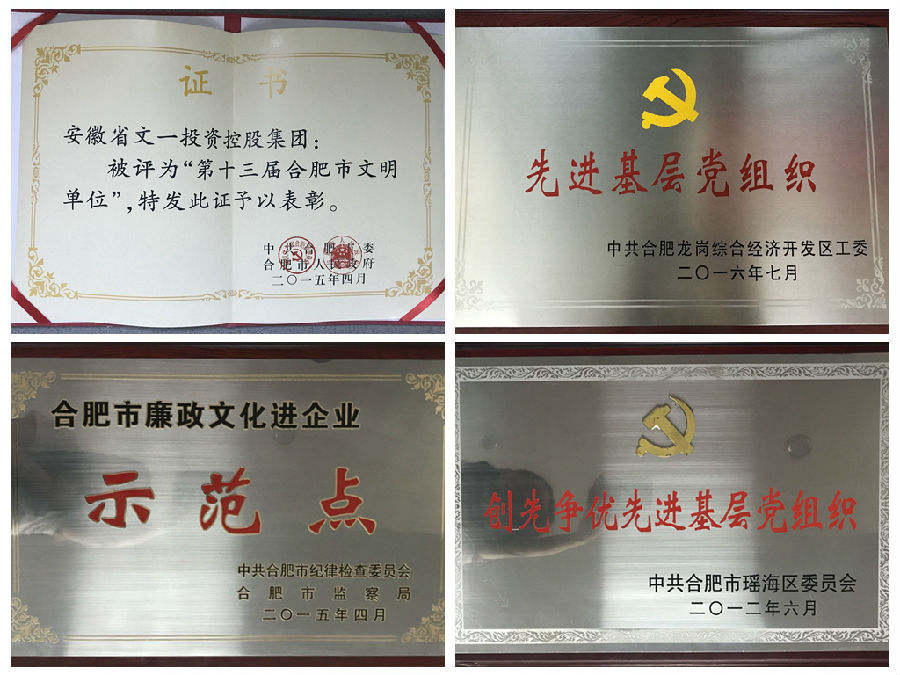 证书
安徽省文一投资控股集团：
被评为“第十三届合肥市文明
单位”，特发此证予以表彰。
中共合肥市委
合肥市人民政府
二〇一五年四月
先进基层党组织
中共合肥龙岗综合经济开发区工委
二〇一六年七月
合肥市廉政文化进企业
示范点
中共合肥市纪律检查委员会
合肥市监察局
二〇一五年四月
创先争优先进基层党组织
中共合肥市瑶海区委员会
二〇一二年六月